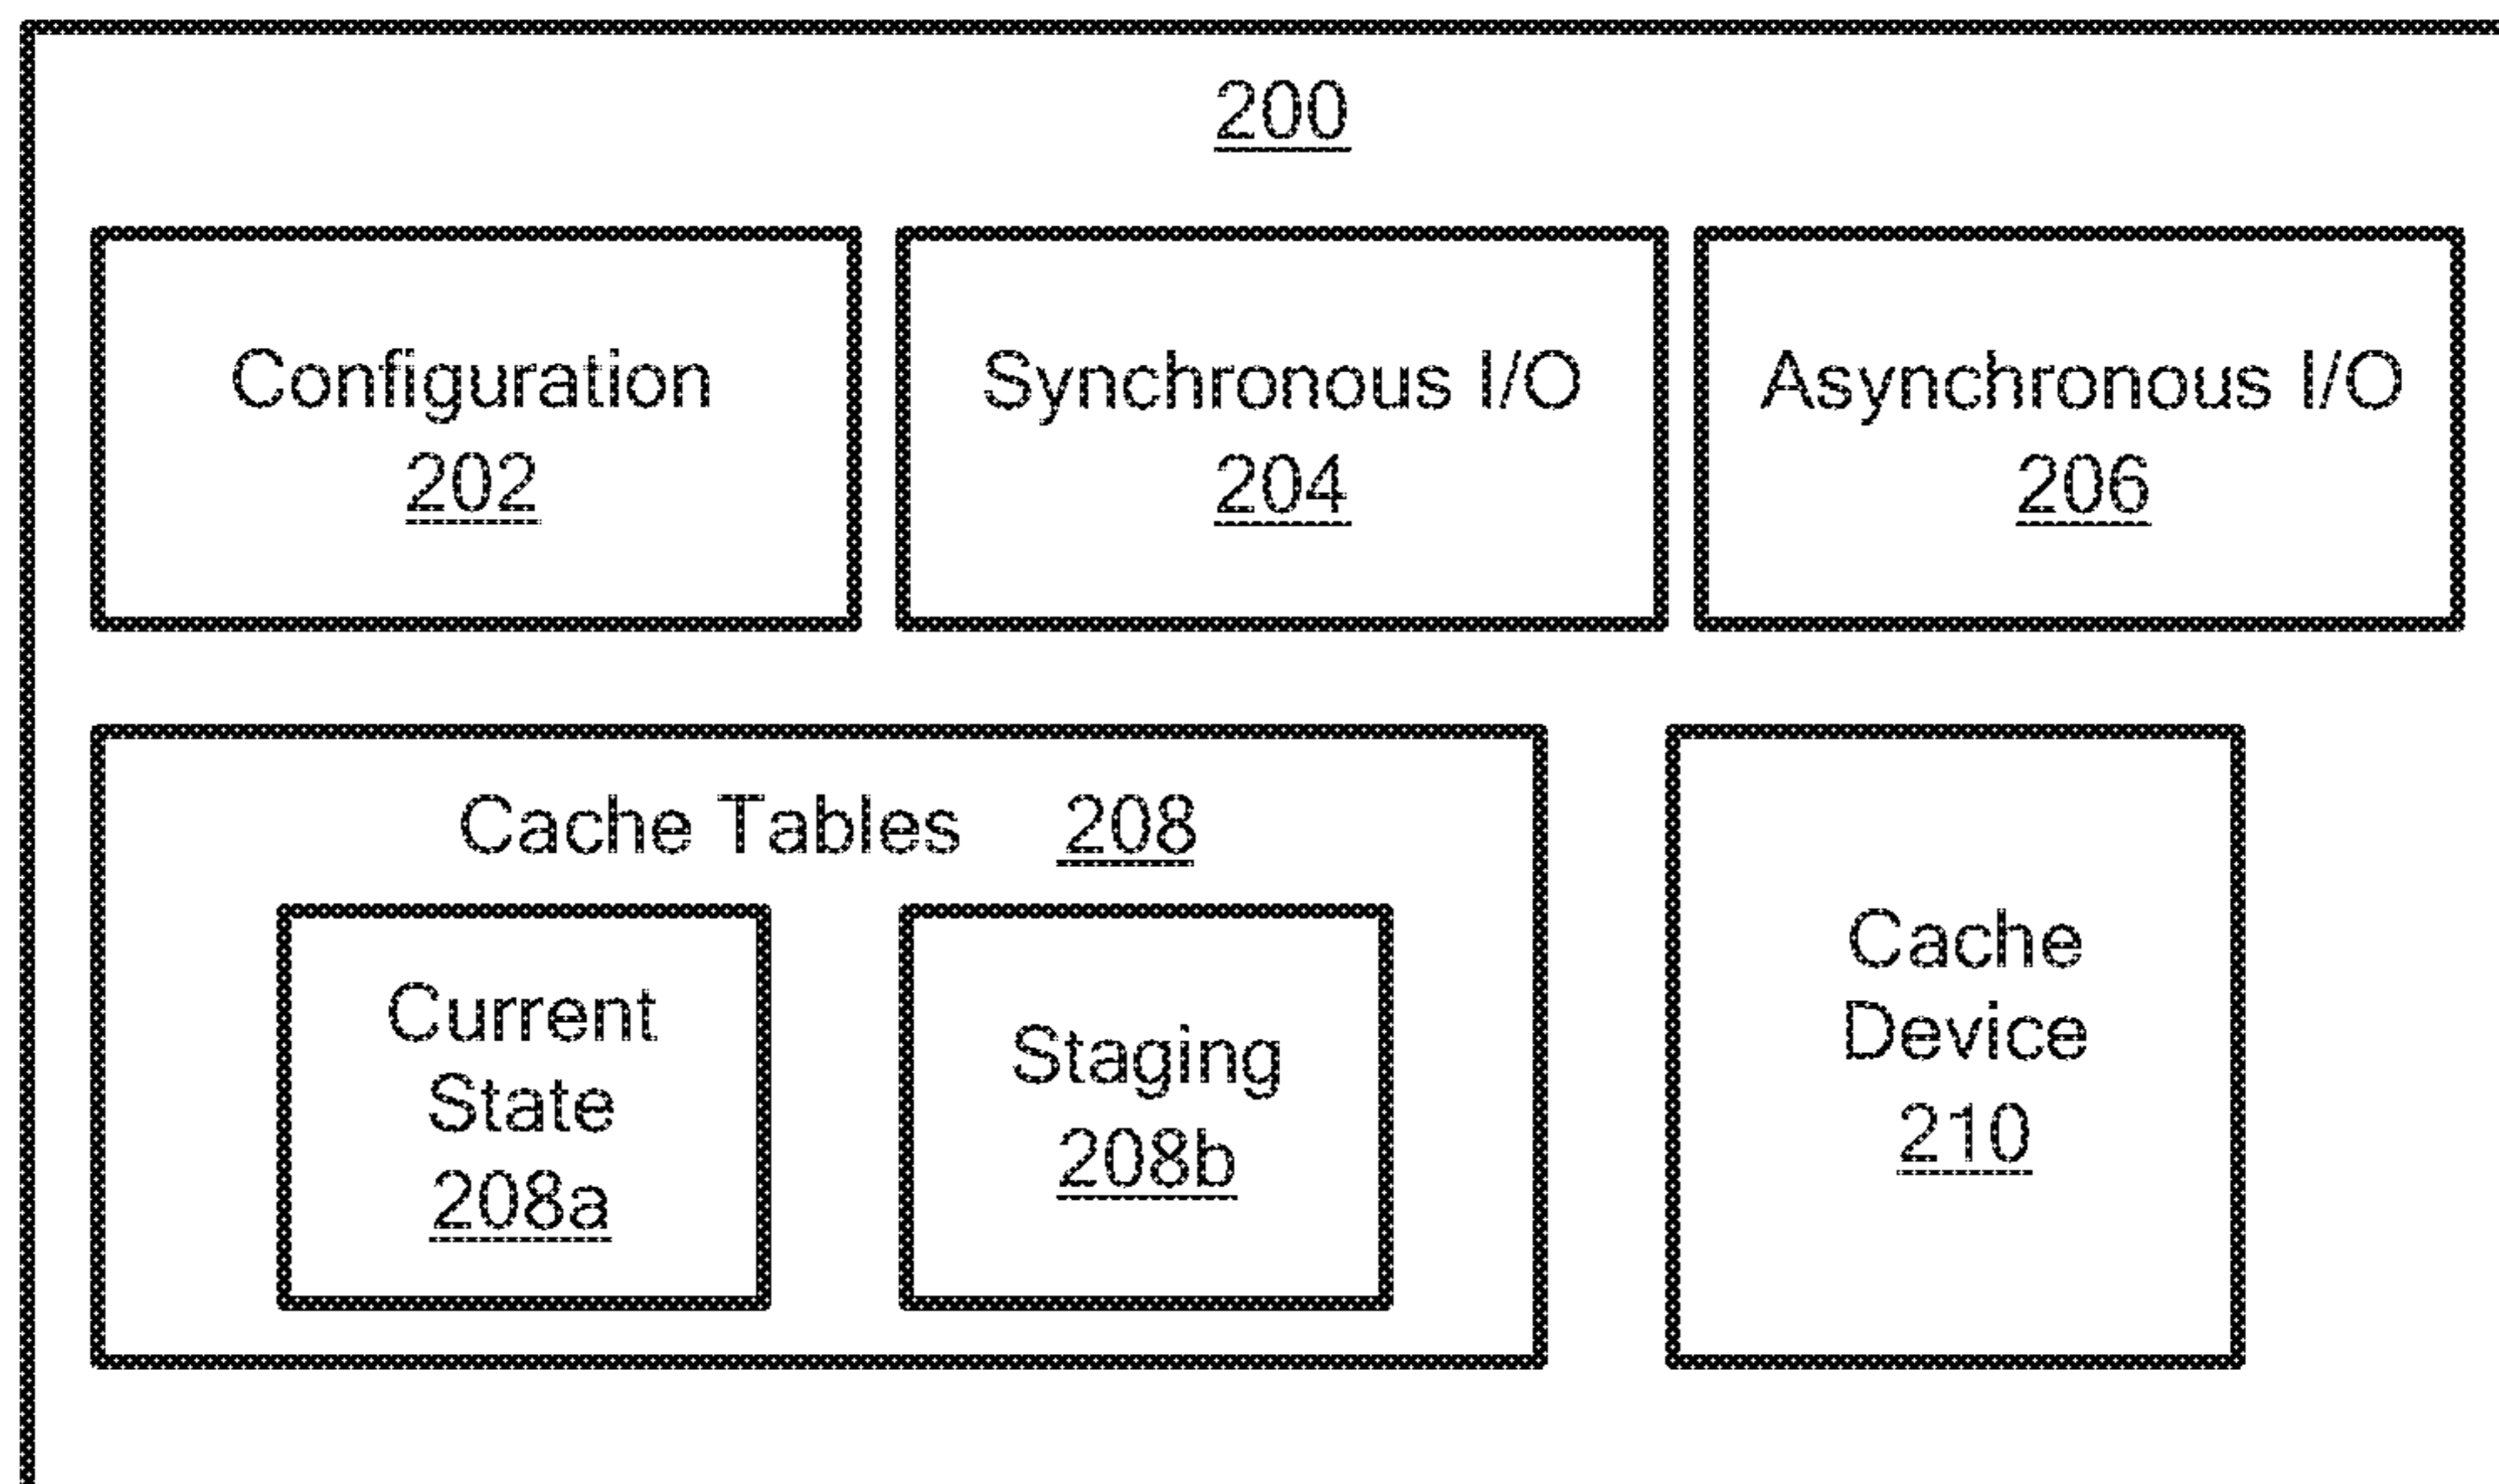 200
Configuration
202
Synchronous I/O
204
Asynchronous I/O
206
Cache Tables 208
Current
State
208a
Staging
208b
Cache
Device
210